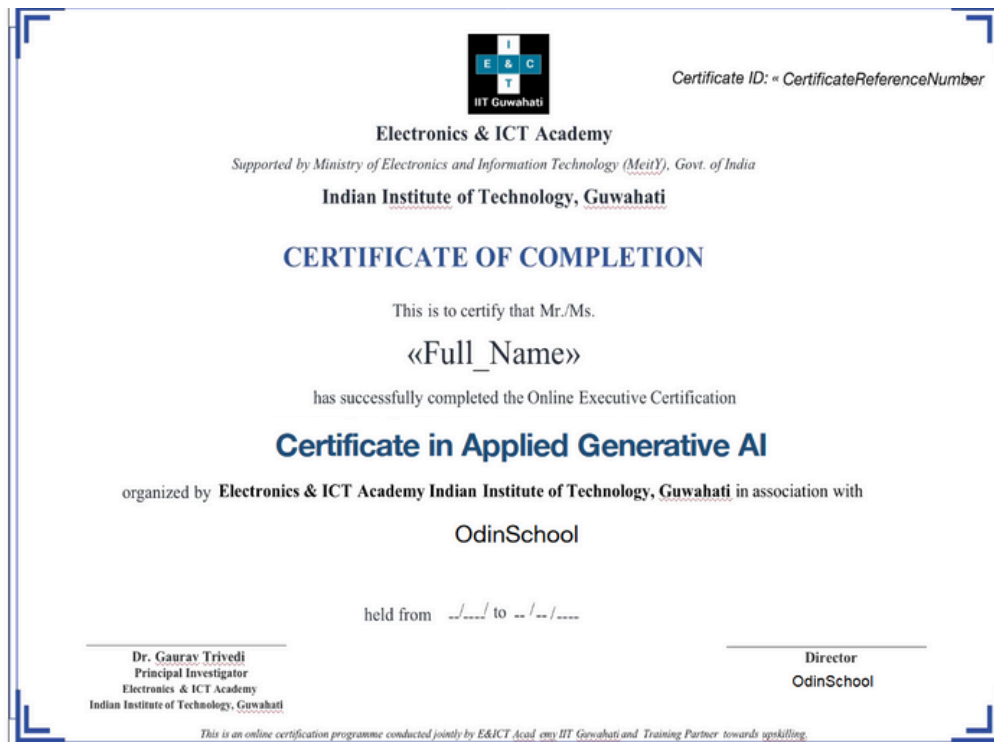 I
E & C
T
IIT Guwahati
Certificate ID: « CertificateReferenceNumber
Electronics & ICT Academy
Supported by Ministry of Electronics and Information Technology (MeitY), Govt. of India
Indian Institute of Technology, Guwahati
CERTIFICATE OF COMPLETION
This is to certify that Mr./Ms.
«Full_Name»
has successfully completed the Online Executive Certification
Certificate in Applied Generative AI
organized by Electronics & ICT Academy Indian Institute of Technology, Guwahati in association with
OdinSchool
held from __/____/ to __/__/____
Dr. Gaurav Trivedi
Principal Investigator
Electronics & ICT Academy
Indian Institute of Technology, Guwahati
Director
OdinSchool
This is an online certification programme conducted jointly by E&ICT Acad emy IIT Guwahati and Training Partner towards upskilling.